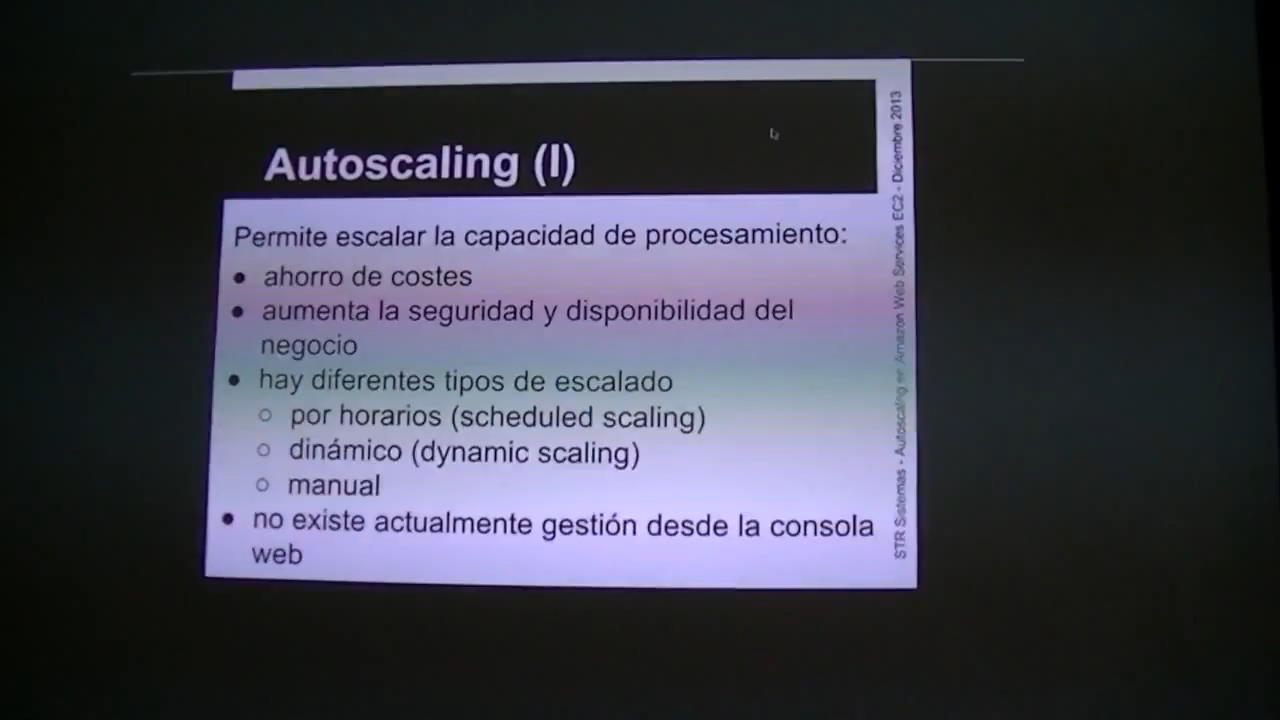 Autoscaling (I)
Permite escalar la capacidad de procesamiento:
● ahorro de costes
● aumenta la seguridad y disponibilidad del
negocio
● hay diferentes tipos de escalado
○ por horarios (scheduled scaling)
○ dinámico (dynamic scaling)
○ manual
● no existe actualmente gestión desde la consola
web
STR Sistemas - Autoscaling en Amazon Web Services EC2 - Diciembre 2013